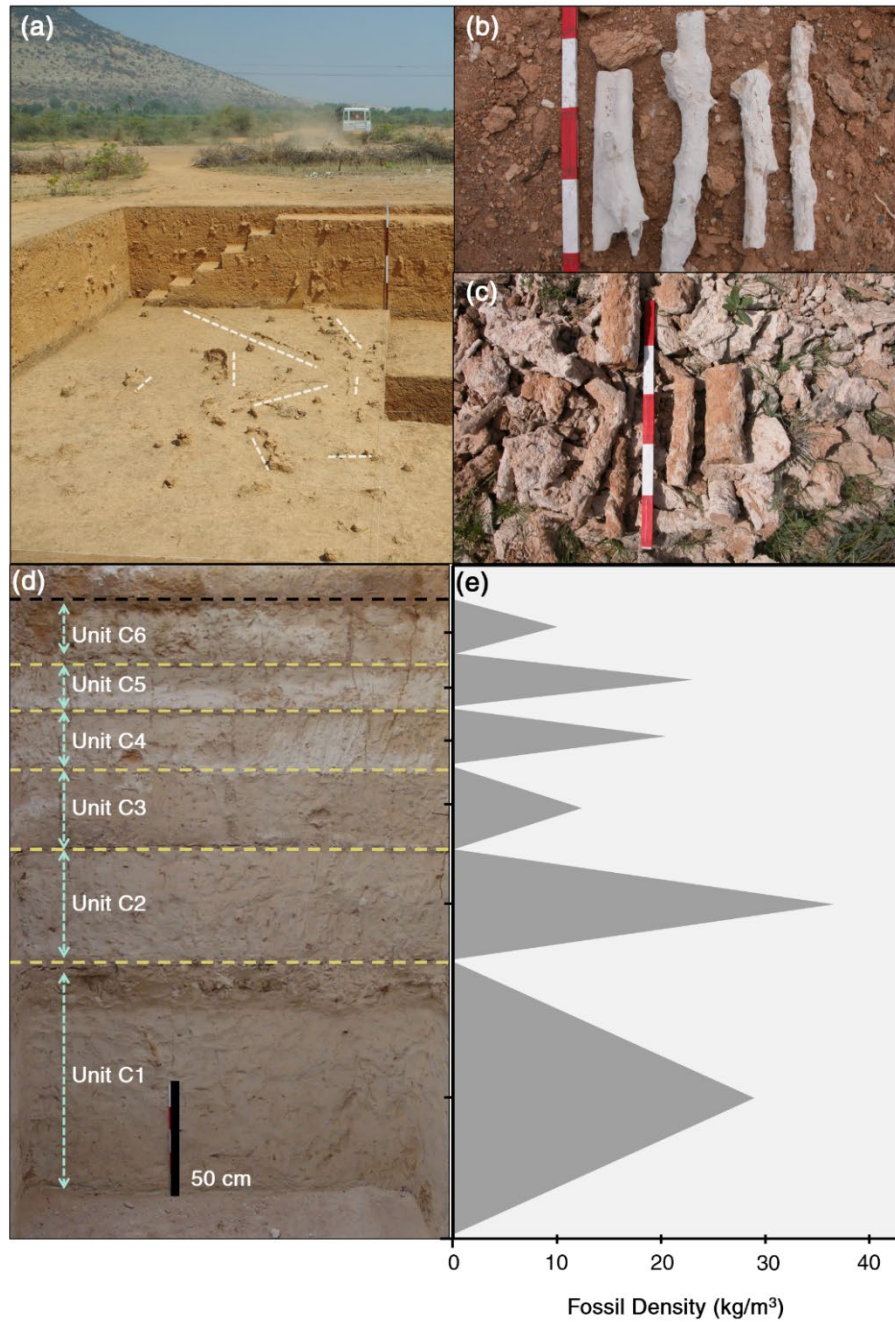 (a)
(b)
(c)
(d)
(e)
Unit C6
Unit C5
Unit C4
Unit C3
Unit C2
Unit C1
50 cm
0 10 20 30 40
Fossil Density (kg/m³)